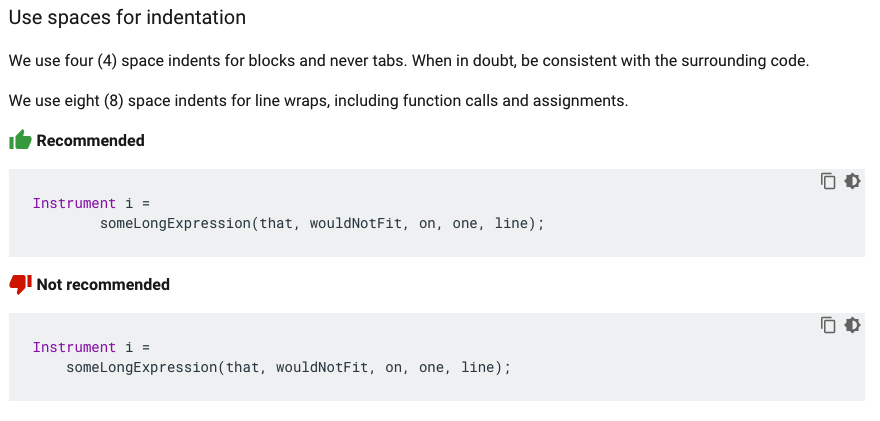 Use spaces for indentation
We use four (4) space indents for blocks and never tabs. When in doubt, be consistent with the surrounding code.
We use eight (8) space indents for line wraps, including function calls and assignments.
Recommended
Instrument i =
        someLongExpression(that, wouldNotFit, on, one, line);
Not recommended
Instrument i =
    someLongExpression(that, wouldNotFit, on, one, line);